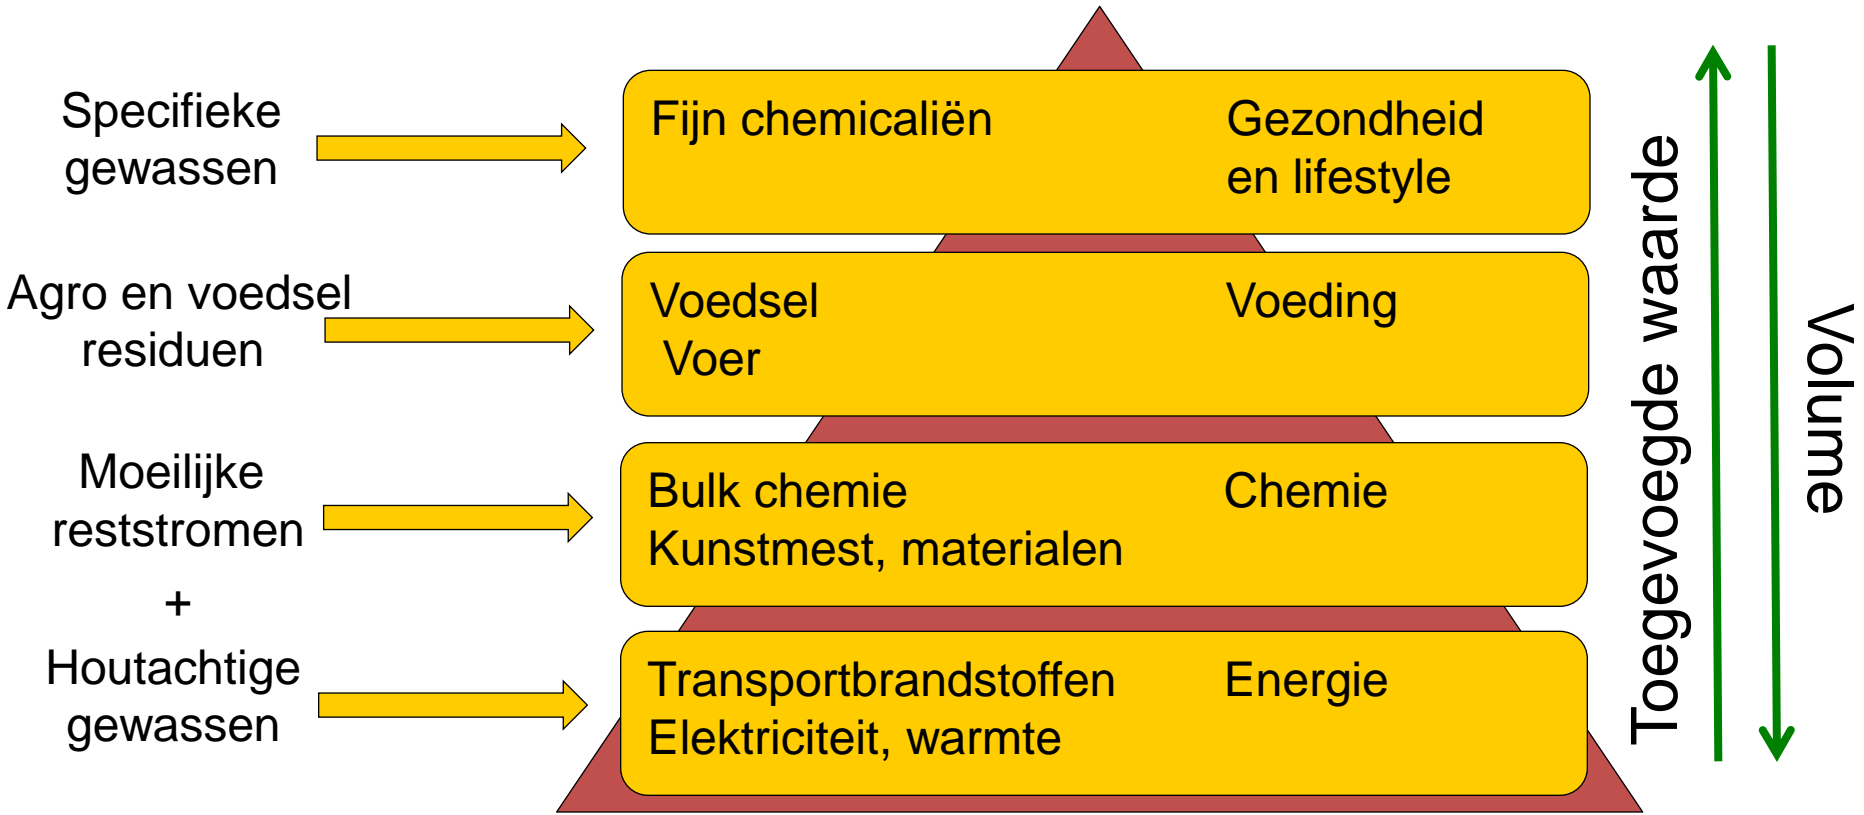 Specifieke
gewassen
Fijn chemicaliën
Gezondheid
en lifestyle
Agro en voedsel
residuen
Voedsel
Voer
Voeding
Moeilijke
reststromen
+
Houtachtige
gewassen
Bulk chemie
Kunstmest, materialen
Chemie
Transportbrandstoffen
Elektriciteit, warmte
Energie
Toegevoegde waarde
Volume